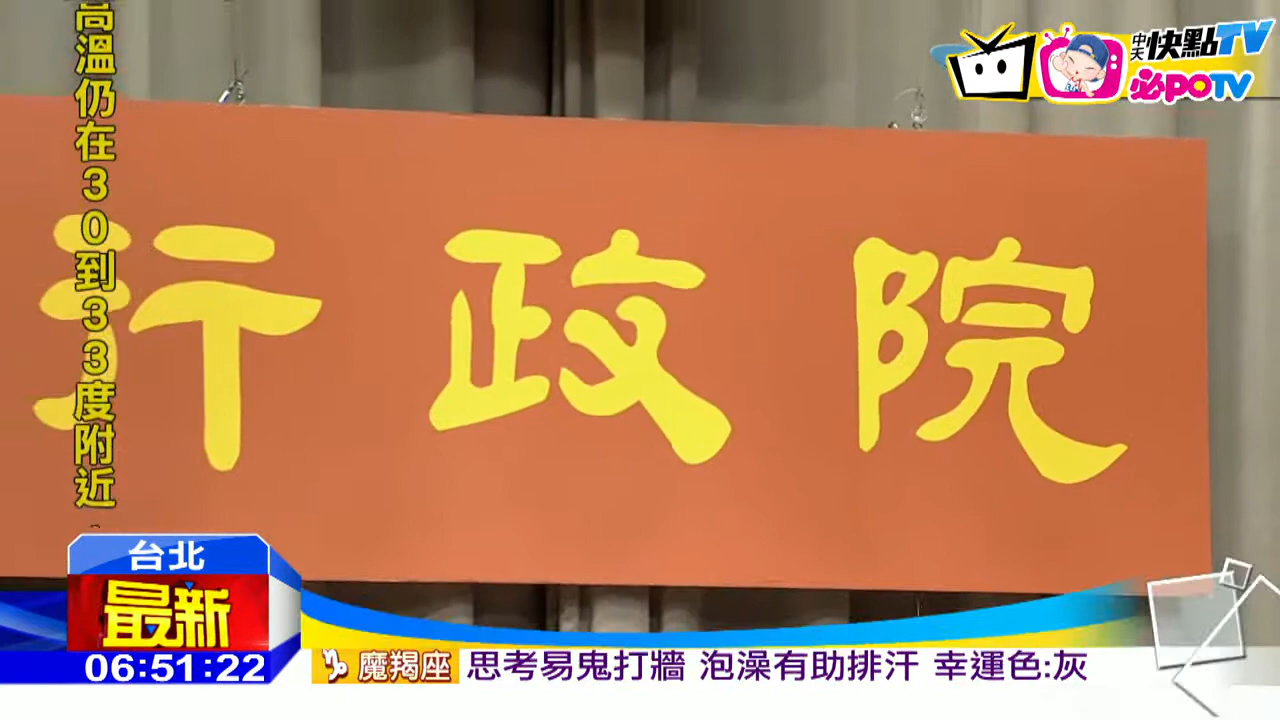 高溫仍在30到33度附近
中天快點TV
必POTV
行政院
台北
最新
06:51:22
魔羯座 思考易鬼打牆 泡澡有助排汗 幸運色:灰